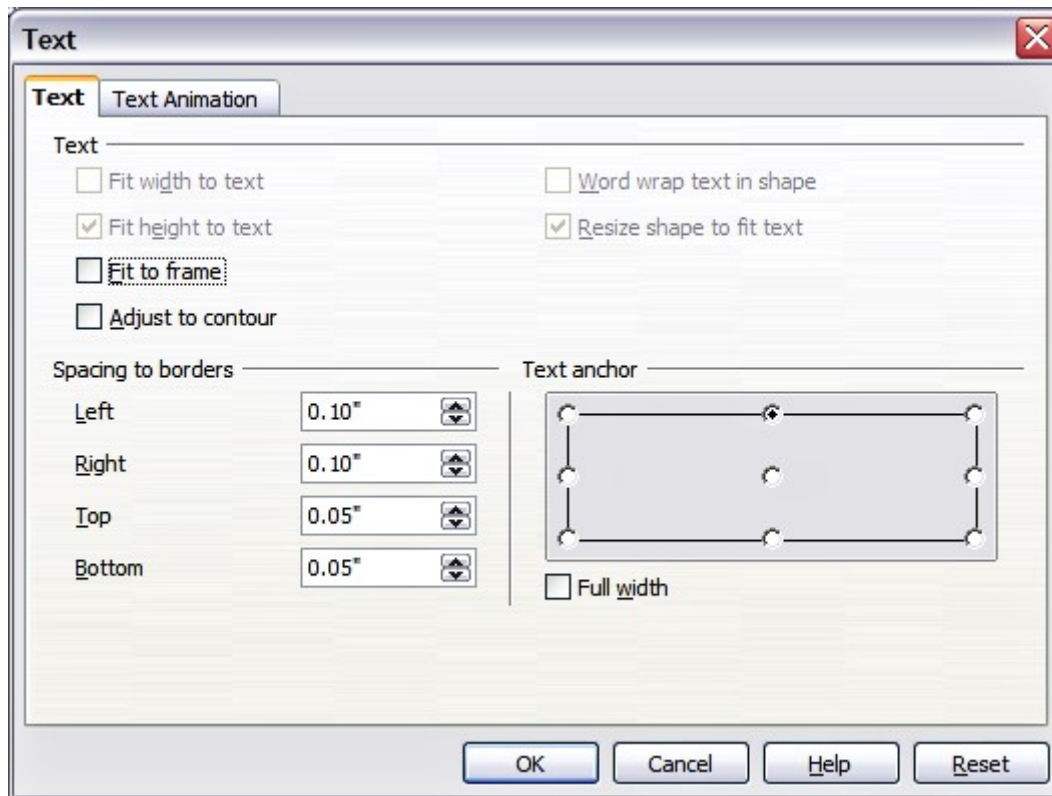 Text
Text Text Animation
Text
Fit width to text Word wrap text in shape
Fit height to text Resize shape to fit text
Fit to frame
Adjust to contour
Spacing to borders Text anchor
Left 0.10"
Right 0.10"
Top 0.05"
Bottom 0.05"
Full width
OK Cancel Help Reset